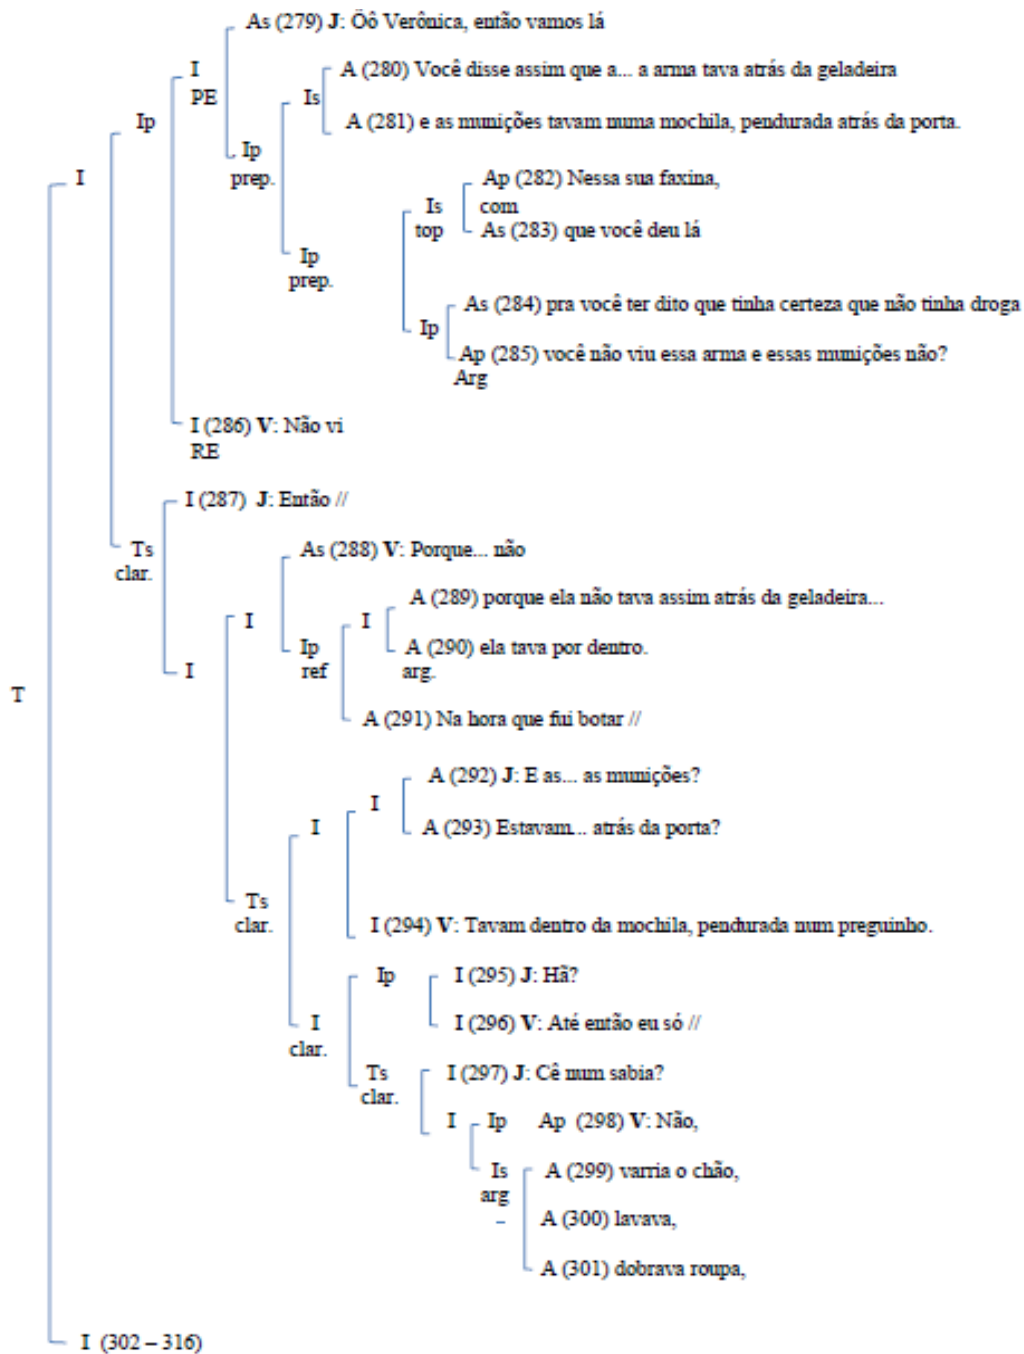 As (279) J: Öô Verônica, então vamos lá
I
PE
A (280) Você disse assim que a... a arma tava atrás da geladeira
Is
Ip
A (281) e as munições tavam numa mochila, pendurada atrás da porta.
Ip
prep.
I
Ap (282) Nessa sua faxina,
com
Is
top
As (283) que você deu lá
Ip
prep.
As (284) pra você ter dito que tinha certeza que não tinha droga
Ip
Ap (285) você não viu essa arma e essas munições não?
Arg
I (286) V: Não vi
RE
I (287) J: Então //
Ts
clar.
As (288) V: Porque... não
A (289) porque ela não tava assim atrás da geladeira...
I
I
Ip
ref
A (290) ela tava por dentro.
arg.
I
T
A (291) Na hora que fui botar //
A (292) J: E as... as munições?
I
I
A (293) Estavam... atrás da porta?
Ts
clar.
I (294) V: Tavam dentro da mochila, pendurada num preguinho.
Ip
I (295) J: Hã?
I
clar.
I (296) V: Até então eu só //
Ts
clar.
I (297) J: Cê num sabia?
I
Ip
Ap (298) V: Não,
Is
arg
A (299) varria o chão,
–
A (300) lavava,
A (301) dobrava roupa,
I (302 – 316)